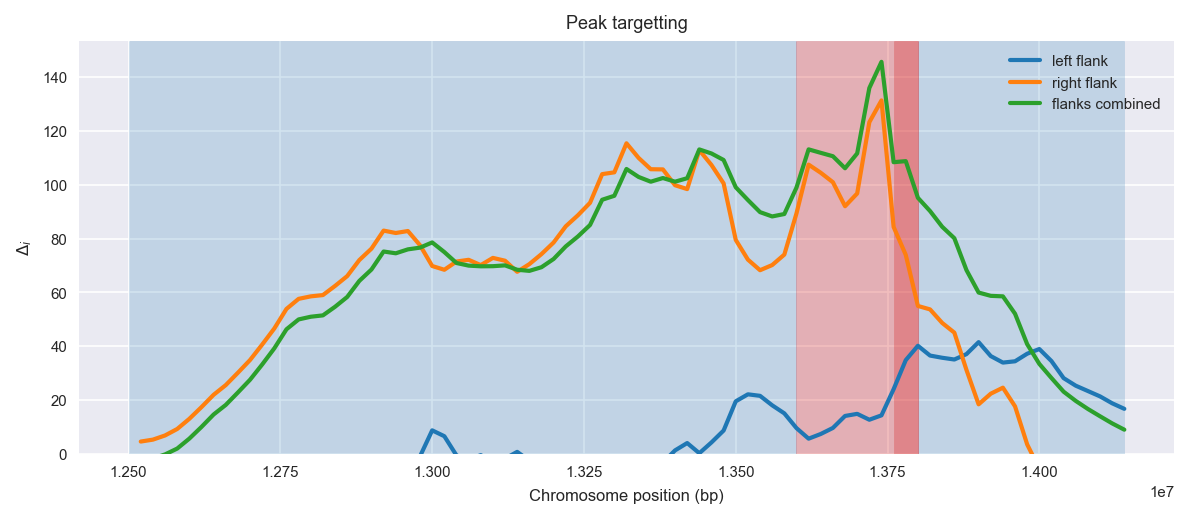 Peak targetting
left flank
right flank
flanks combined
Δi
140
120
100
80
60
40
20
0
1.250 1.275 1.300 1.325 1.350 1.375 1.400
1e7
Chromosome position (bp)